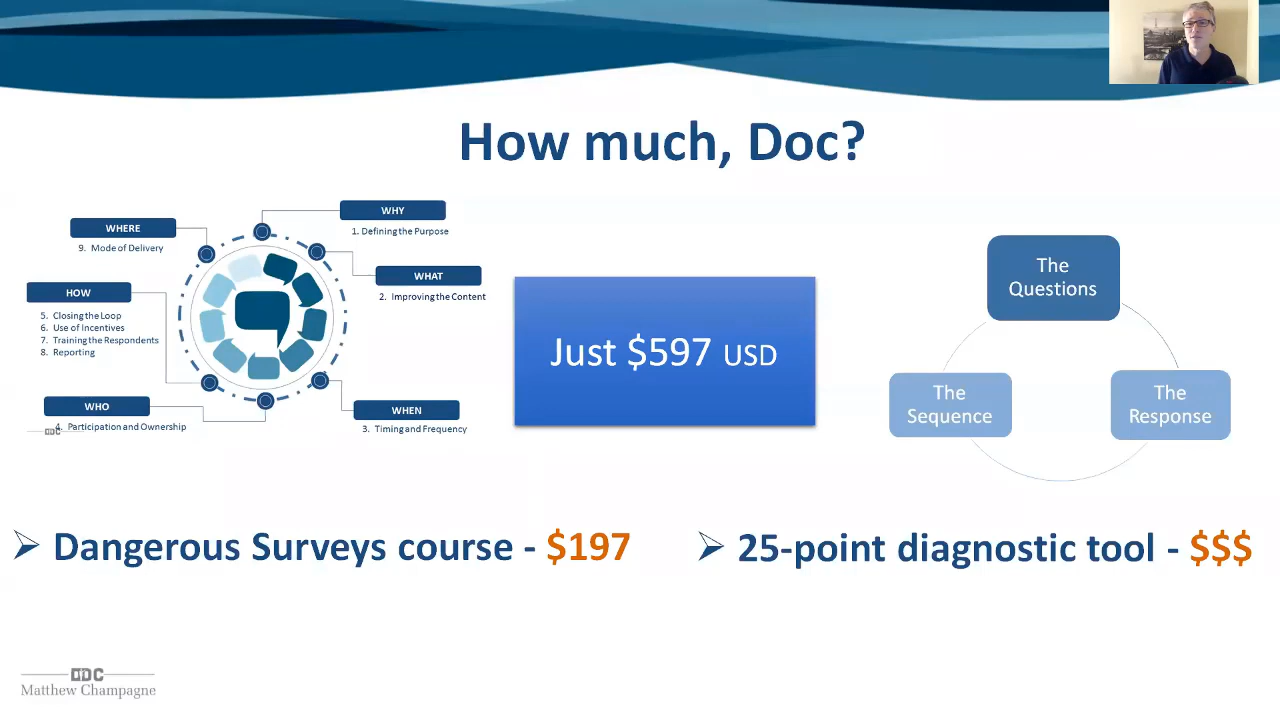 How much, Doc?
WHY
1. Defining the Purpose
WHERE
9. Mode of Delivery
WHAT
2. Improving the Content
HOW
5. Closing the Loop
6. Use of Incentives
7. Training the Respondents
8. Reporting
WHO
4. Participation and Ownership
WHEN
3. Timing and Frequency
Just $597 USD
The
Questions
The
Sequence
The
Response
➢ Dangerous Surveys course - $197
➢ 25-point diagnostic tool - $$$
Matthew Champagne